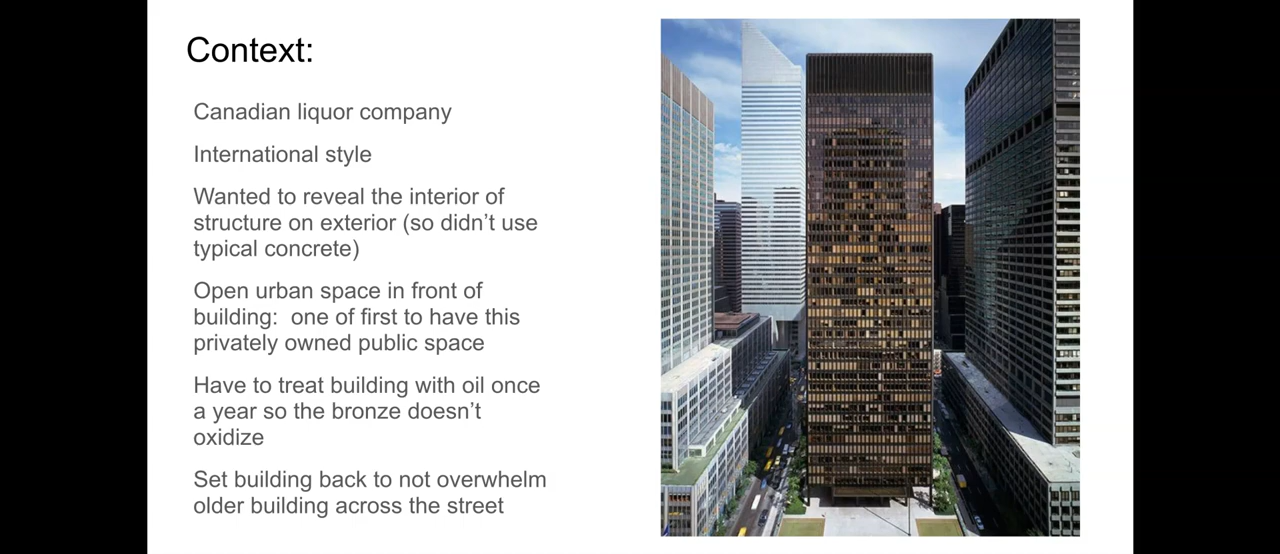 Context:
Canadian liquor company
International style
Wanted to reveal the interior of
structure on exterior (so didn’t use
typical concrete)
Open urban space in front of
building:  one of first to have this
privately owned public space
Have to treat building with oil once
a year so the bronze doesn’t
oxidize
Set building back to not overwhelm
older building across the street